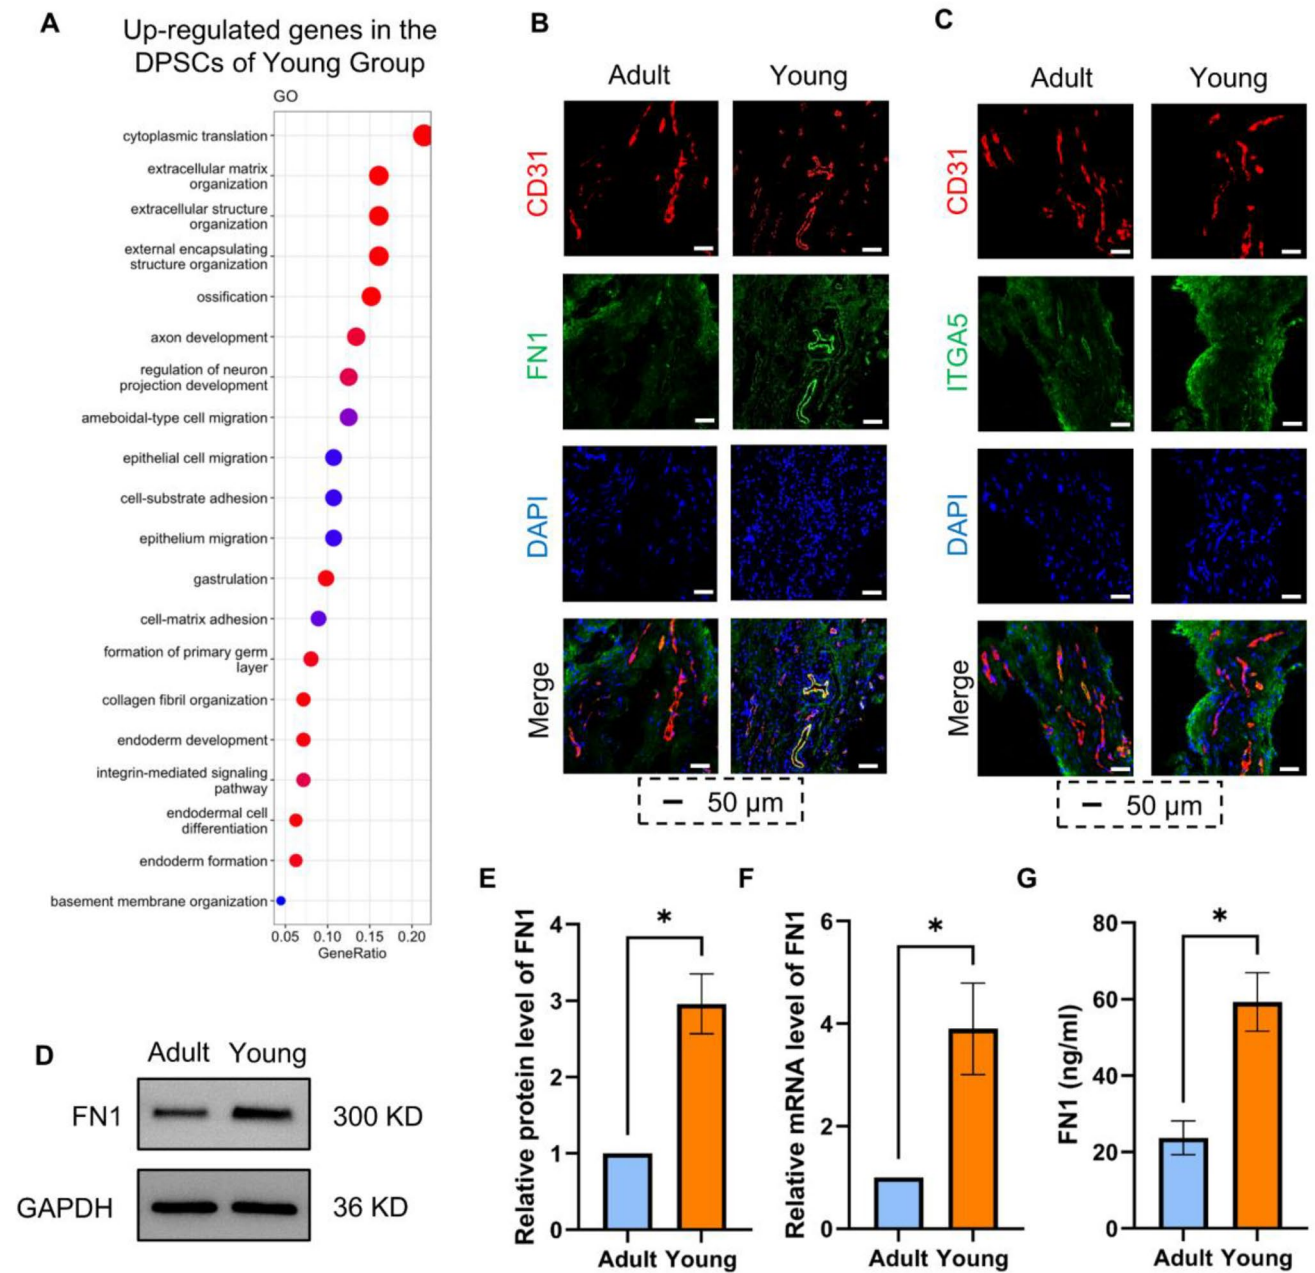 A
Up-regulated genes in the
DPSCs of Young Group
GO
cytoplasmic translation
extracellular matrix
organization
extracellular structure
organization
external encapsulating
structure organization
ossification
axon development
regulation of neuron
projection development
ameboidal-type cell migration
epithelial cell migration
cell-substrate adhesion
epithelium migration
gastrulation
cell-matrix adhesion
formation of primary germ
layer
collagen fibril organization
endoderm development
integrin-mediated signaling
pathway
endodermal cell
differentiation
endoderm formation
basement membrane organization
0.05 0.10 0.15 0.20
GeneRatio
B
Adult Young
CD31
FN1
DAPI
Merge
50 μm
C
Adult Young
CD31
ITGA5
DAPI
Merge
50 μm
D
Adult Young
FN1 300 KD
GAPDH 36 KD
E
Relative protein level of FN1
4
3
2
1
0
*
Adult Young
F
Relative mRNA level of FN1
6
4
2
0
*
Adult Young
G
FN1 (ng/ml)
80
60
40
20
0
*
Adult Young